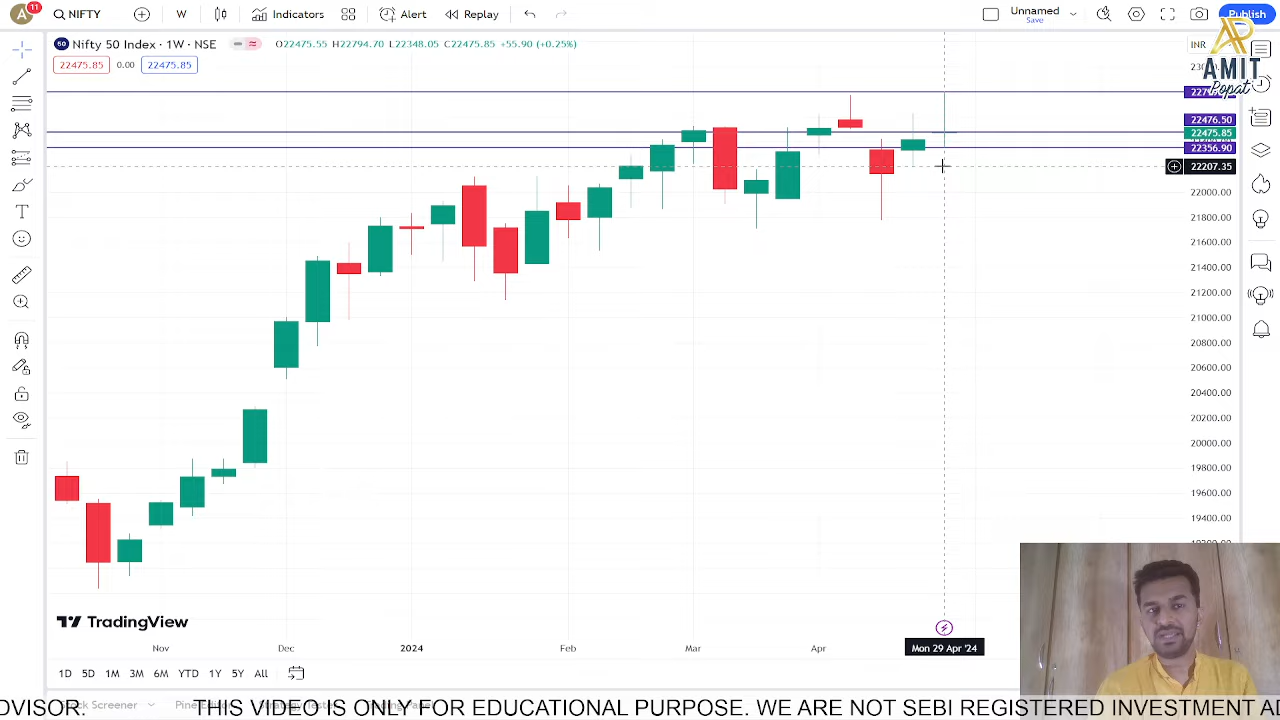 A 11 NIFTY W Indicators Alert Replay Unnamed Save Publish
50 Nifty 50 Index · 1W · NSE O22475.55 H22794.70 L22348.05 C22475.85 +55.90 (+0.25%) INR
22475.85 0.00 22475.85
AMIT
Popat
22476.50
22475.85
22356.90
22207.35
22000.00
21800.00
21600.00
21400.00
21200.00
21000.00
20800.00
20600.00
20400.00
20200.00
20000.00
19800.00
19600.00
19400.00
TradingView
Nov Dec 2024 Feb Mar Apr Mon 29 Apr '24
1D 5D 1M 3M 6M YTD 1Y 5Y All
DVISOR. THIS VIDEO IS ONLY FOR EDUCATIONAL PURPOSE. WE ARE NOT SEBI REGISTERED INVESTMENT AD